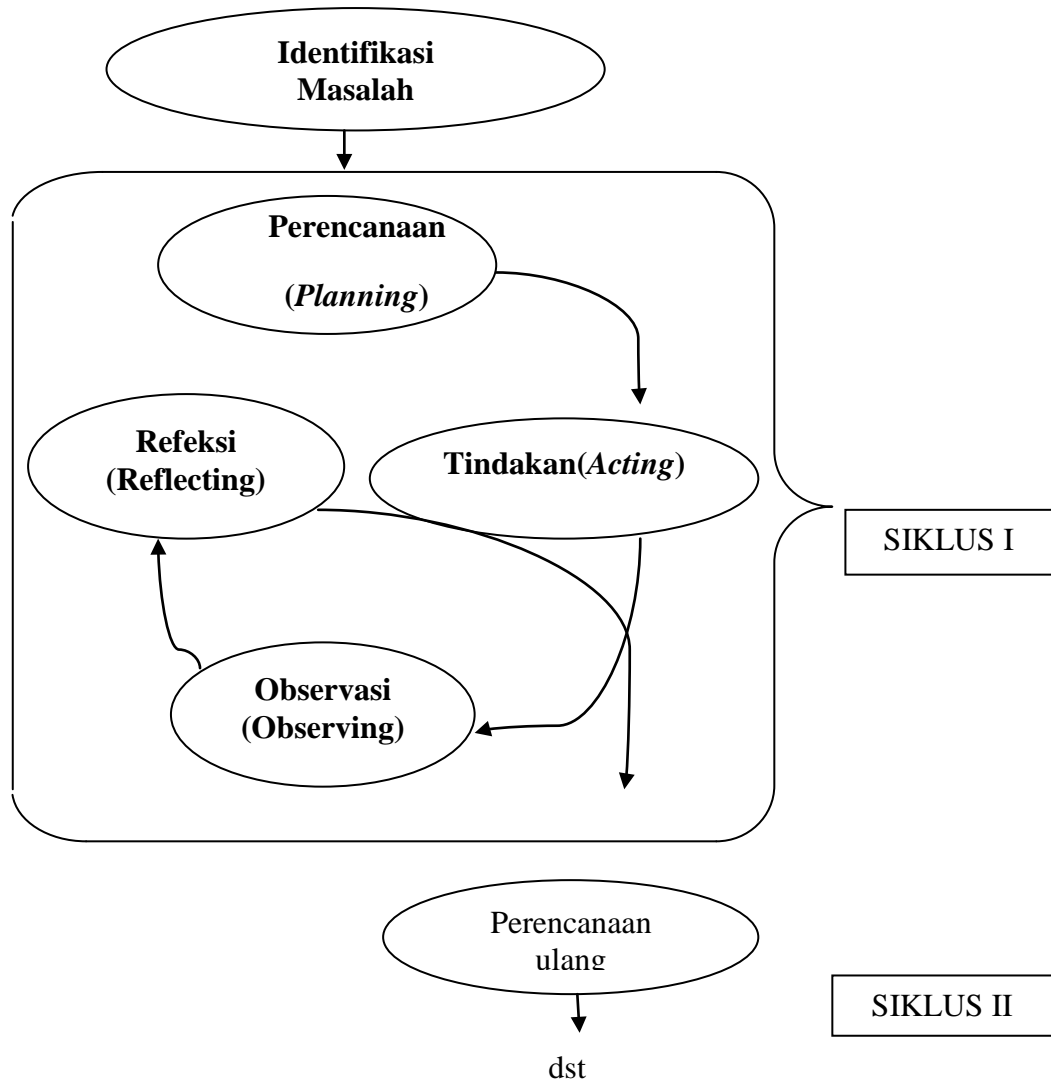 Identifikasi
Masalah
Perencanaan
(Planning)
Refeksi
(Reflecting)
Tindakan(Acting)
SIKLUS I
Observasi
(Observing)
Perencanaan
ulang
SIKLUS II
dst